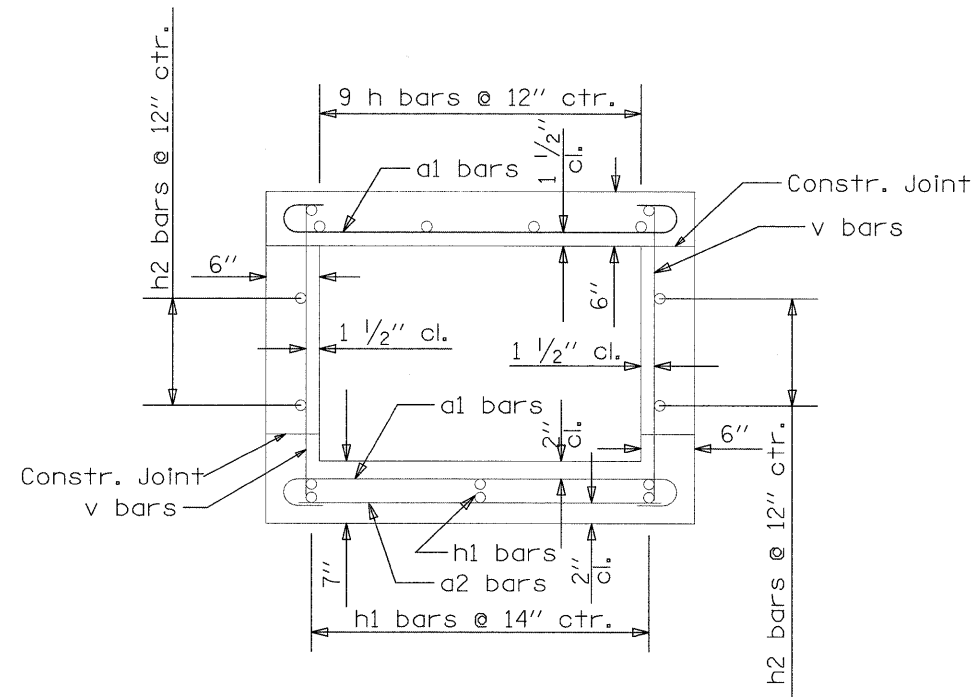 h2 bars @ 12" ctr.
9 h bars @ 12" ctr.
1 1/2" cl.
a1 bars
Constr. Joint
v bars
6"
6"
1 1/2" cl.
1 1/2" cl.
a1 bars
2" cl.
6"
Constr. Joint
v bars
h1 bars
7"
a2 bars
2" cl.
h1 bars @ 14" ctr.
h2 bars @ 12" ctr.